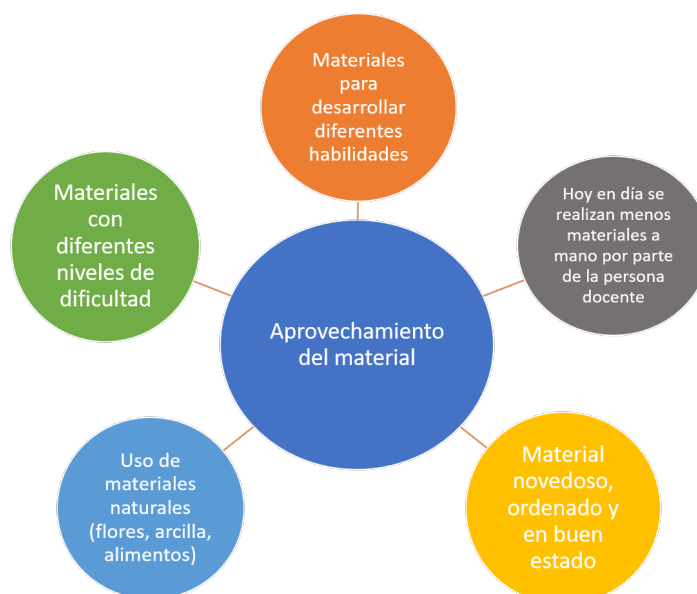 Materiales
para
desarrollar
diferentes
habilidades
Hoy en día se
realizan menos
materiales a
mano por parte
de la persona
docente
Material
novedoso,
ordenado y
en buen
estado
Uso de
materiales
naturales
(flores, arcilla,
alimentos)
Materiales
con
diferentes
niveles de
dificultad
Aprovechamiento
del material